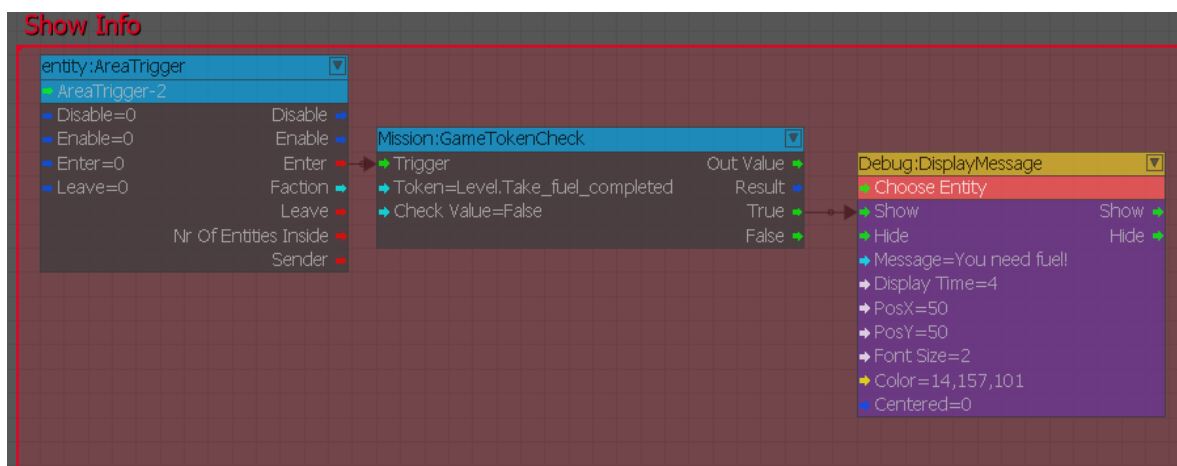 Show Info
entity:AreaTrigger
AreaTrigger-2
Disable=0 Disable
Enable=0 Enable
Enter=0 Enter
Leave=0 Faction
Leave
Nr Of Entities Inside
Sender
Mission:GameTokenCheck
Trigger Out Value
Token=Level.Take_fuel_completed Result
Check Value=False True
False
Debug:DisplayMessage
Choose Entity
Show Show
Hide Hide
Message=You need fuel!
Display Time=4
PosX=50
PosY=50
Font Size=2
Color=14,157,101
Centered=0